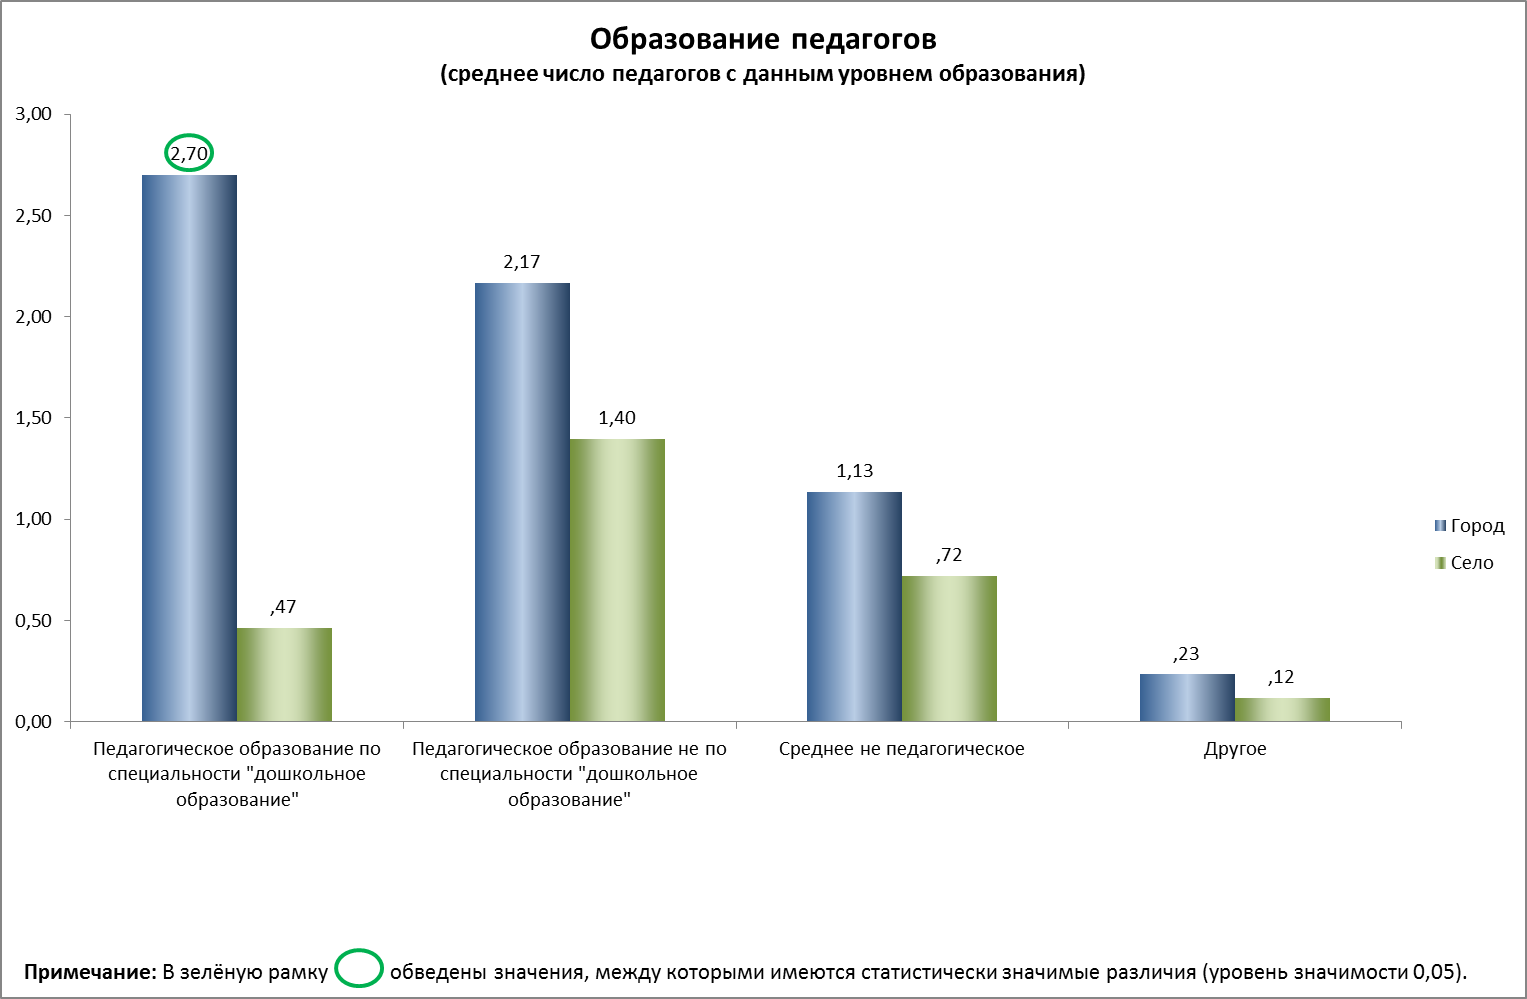 Образование педагогов
(среднее число педагогов с данным уровнем образования)
3,00
2,50
2,00
1,50
1,00
0,50
0,00
2,70
,47
2,17
1,40
1,13
,72
,23
,12
Педагогическое образование по
специальности "дошкольное
образование"
Педагогическое образование не по
специальности "дошкольное
образование"
Среднее не педагогическое
Другое
Город
Село
Примечание: В зелёную рамку обведены значения, между которыми имеются статистически значимые различия (уровень значимости 0,05).